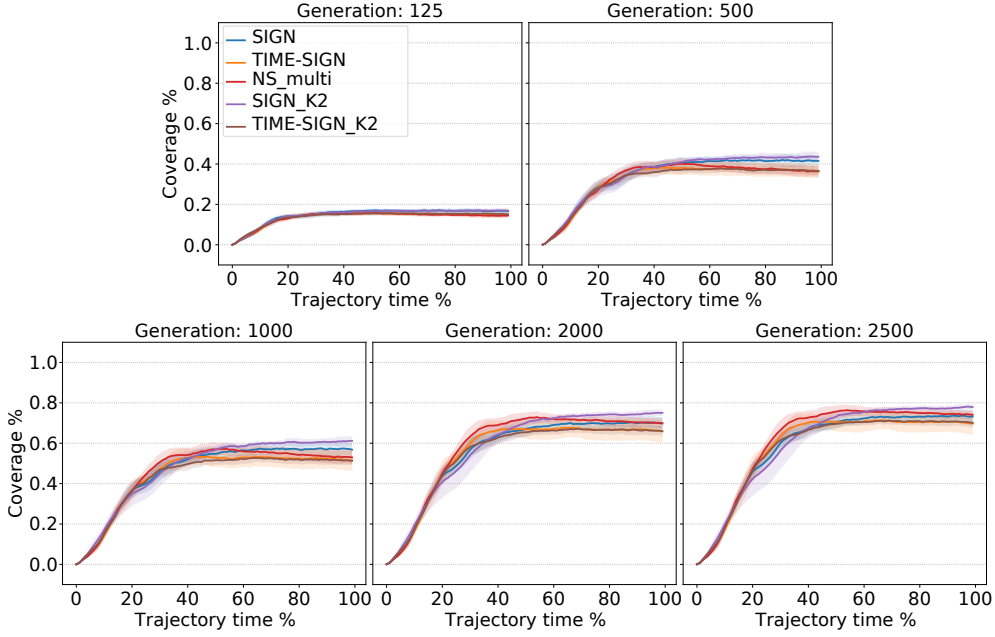 Generation: 125
Generation: 500
SIGN
TIME-SIGN
NS_multi
SIGN_K2
TIME-SIGN_K2
1.0
0.8
0.6
0.4
0.2
0.0
Coverage %
0 20 40 60 80 100
0 20 40 60 80 100
Trajectory time %
Trajectory time %
Generation: 1000
Generation: 2000
Generation: 2500
1.0
0.8
0.6
0.4
0.2
0.0
Coverage %
0 20 40 60 80 100
0 20 40 60 80 100
0 20 40 60 80 100
Trajectory time %
Trajectory time %
Trajectory time %